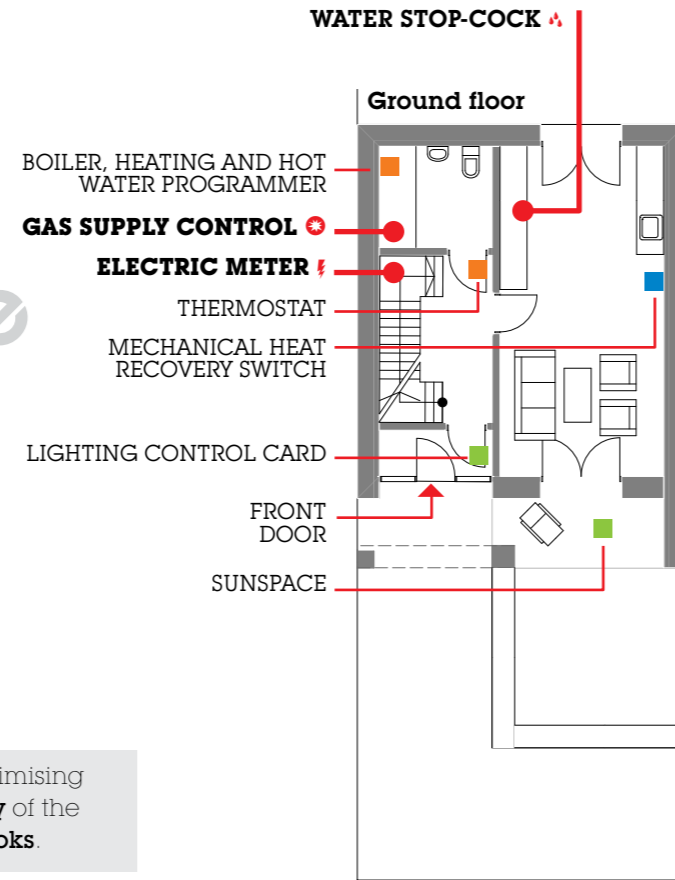 WATER STOP-COCK
Ground floor
BOILER, HEATING AND HOT
WATER PROGRAMMER
GAS SUPPLY CONTROL
ELECTRIC METER
THERMOSTAT
MECHANICAL HEAT
RECOVERY SWITCH
LIGHTING CONTROL CARD
FRONT
DOOR
SUNSPACE
imising
y of the
oks.